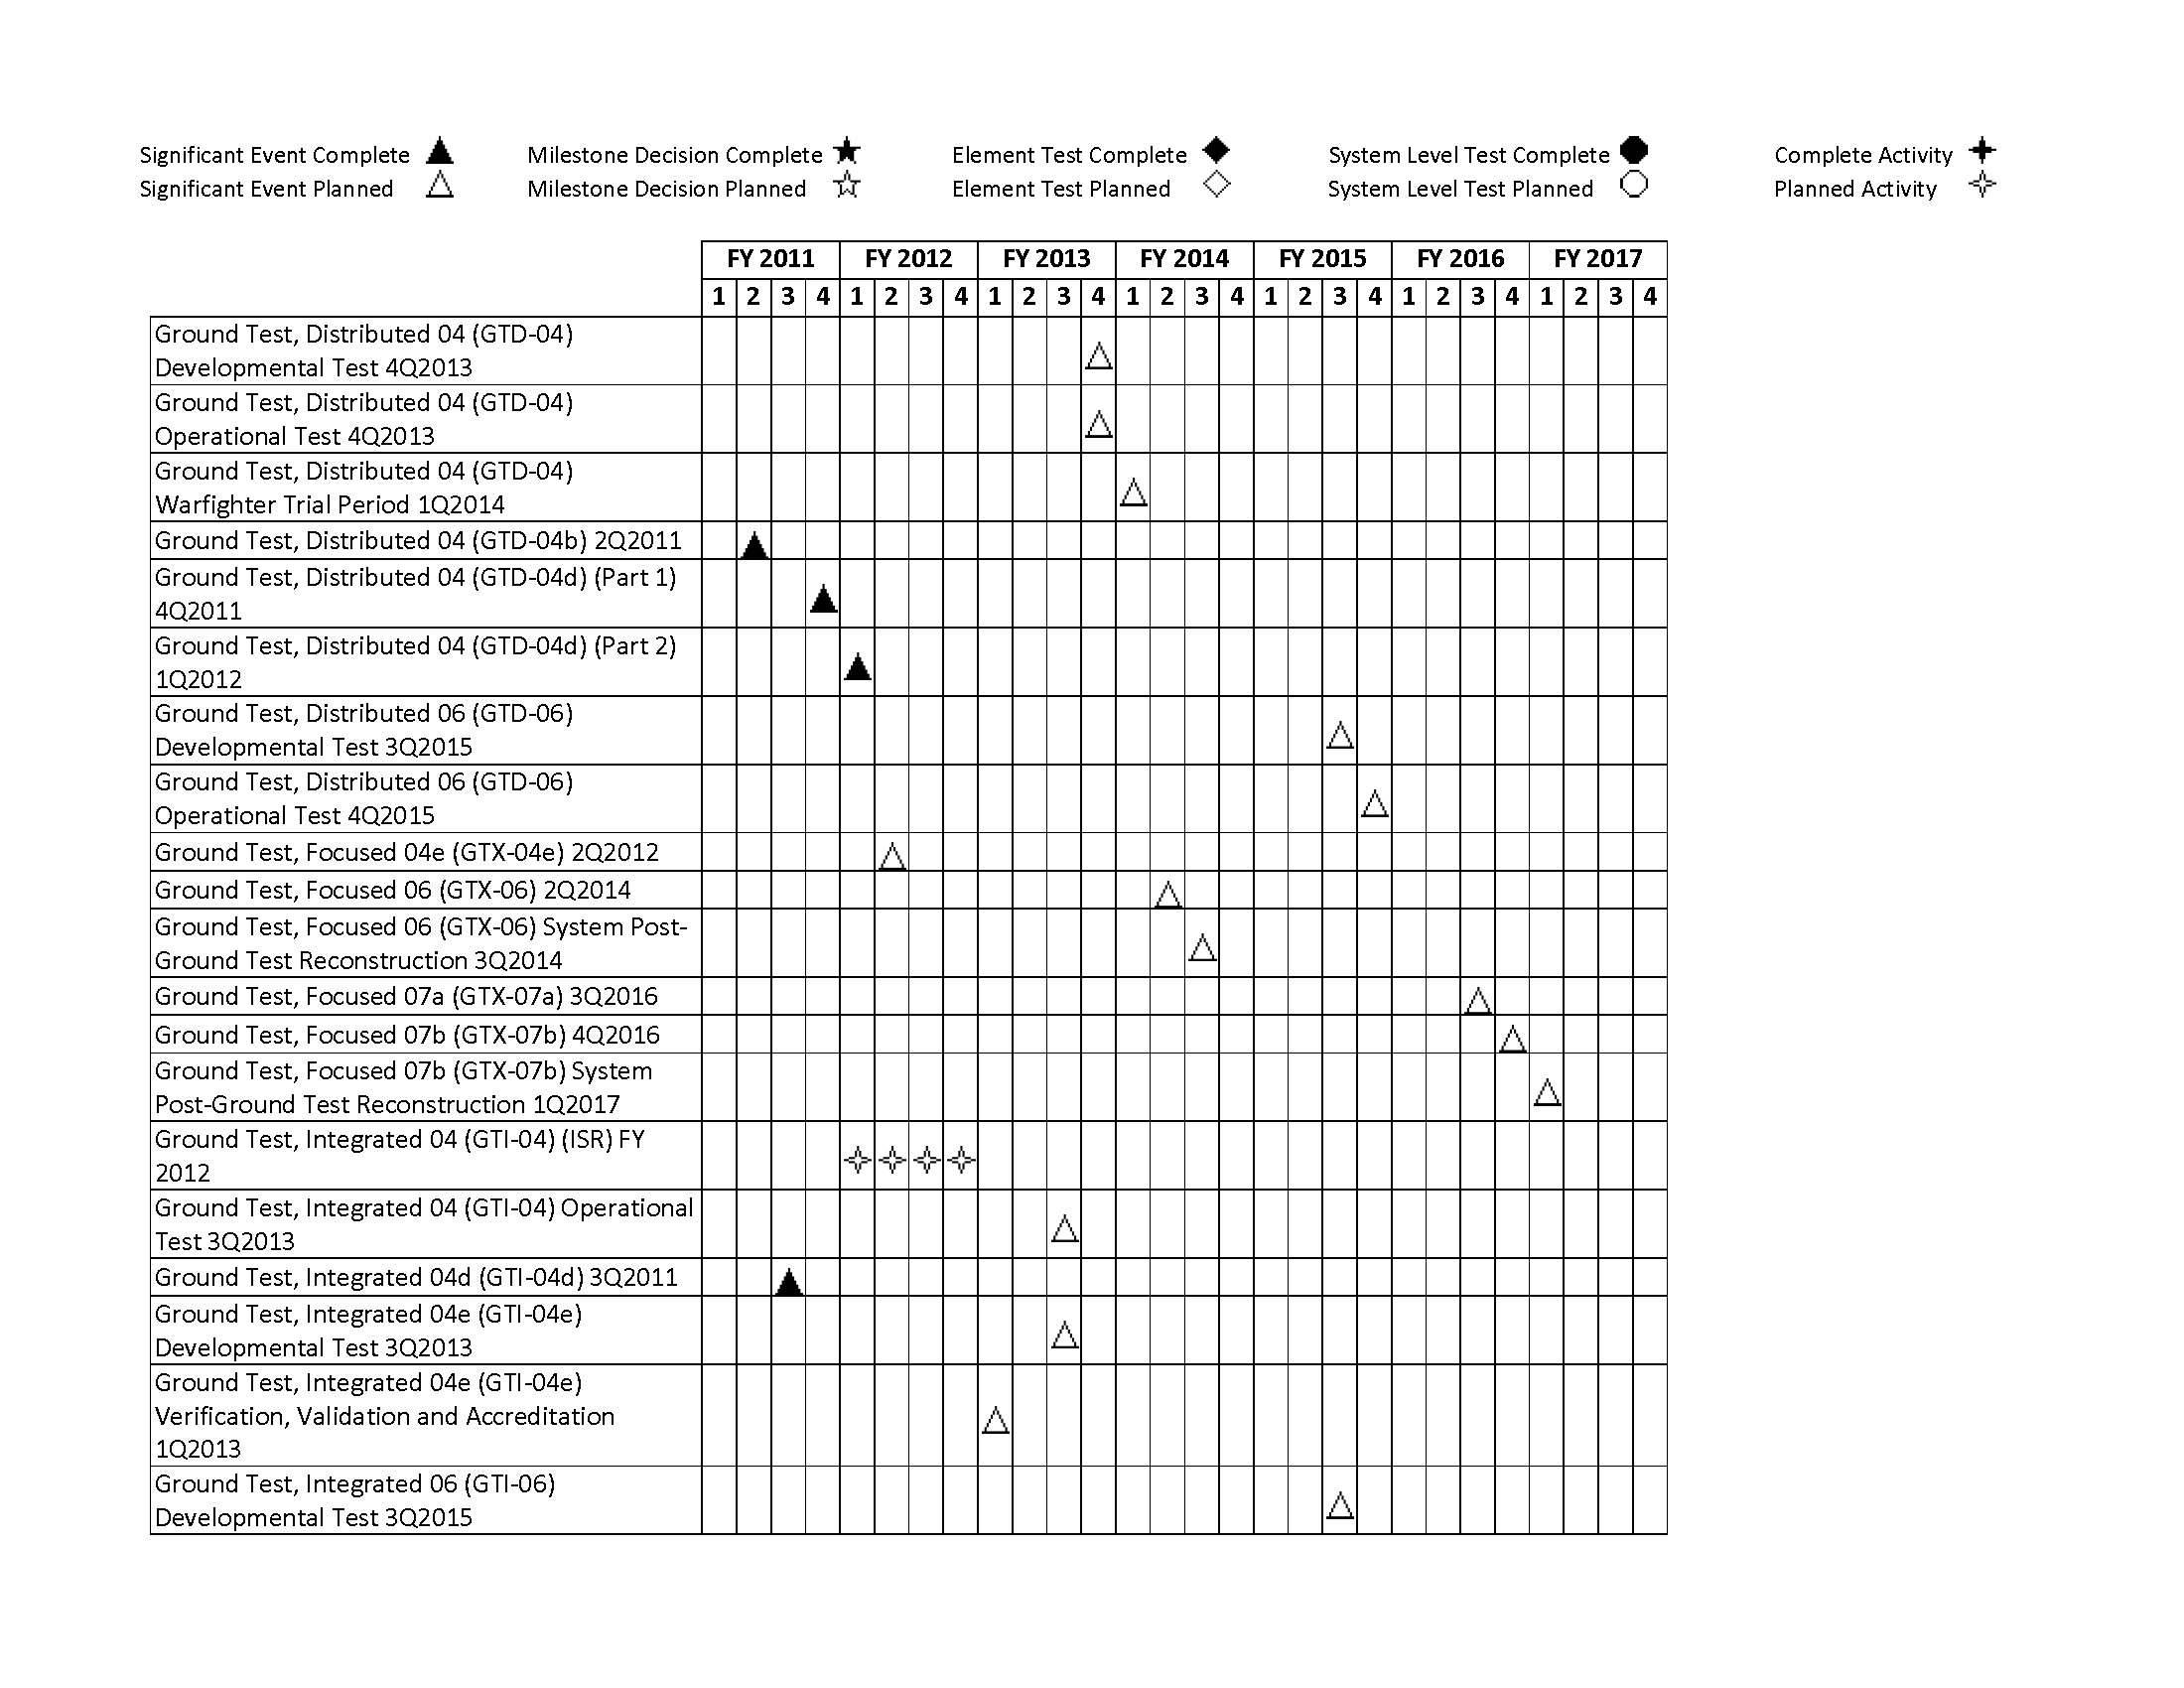 Significant Event Complete Milestone Decision Complete Element Test Complete System Level Test Complete Complete Activity
Significant Event Planned Milestone Decision Planned Element Test Planned System Level Test Planned Planned Activity
FY 2011 FY 2012 FY 2013 FY 2014 FY 2015 FY 2016 FY 2017
1 2 3 4 1 2 3 4 1 2 3 4 1 2 3 4 1 2 3 4 1 2 3 4 1 2 3 4
Ground Test, Distributed 04 (GTD-04)
Developmental Test 4Q2013
Ground Test, Distributed 04 (GTD-04)
Operational Test 4Q2013
Ground Test, Distributed 04 (GTD-04)
Warfighter Trial Period 1Q2014
Ground Test, Distributed 04 (GTD-04b) 2Q2011
Ground Test, Distributed 04 (GTD-04d) (Part 1)
4Q2011
Ground Test, Distributed 04 (GTD-04d) (Part 2)
1Q2012
Ground Test, Distributed 06 (GTD-06)
Developmental Test 3Q2015
Ground Test, Distributed 06 (GTD-06)
Operational Test 4Q2015
Ground Test, Focused 04e (GTX-04e) 2Q2012
Ground Test, Focused 06 (GTX-06) 2Q2014
Ground Test, Focused 06 (GTX-06) System Post-
Ground Test Reconstruction 3Q2014
Ground Test, Focused 07a (GTX-07a) 3Q2016
Ground Test, Focused 07b (GTX-07b) 4Q2016
Ground Test, Focused 07b (GTX-07b) System
Post-Ground Test Reconstruction 1Q2017
Ground Test, Integrated 04 (GTI-04) (ISR) FY
2012
Ground Test, Integrated 04 (GTI-04) Operational
Test 3Q2013
Ground Test, Integrated 04d (GTI-04d) 3Q2011
Ground Test, Integrated 04e (GTI-04e)
Developmental Test 3Q2013
Ground Test, Integrated 04e (GTI-04e)
Verification, Validation and Accreditation
1Q2013
Ground Test, Integrated 06 (GTI-06)
Developmental Test 3Q2015